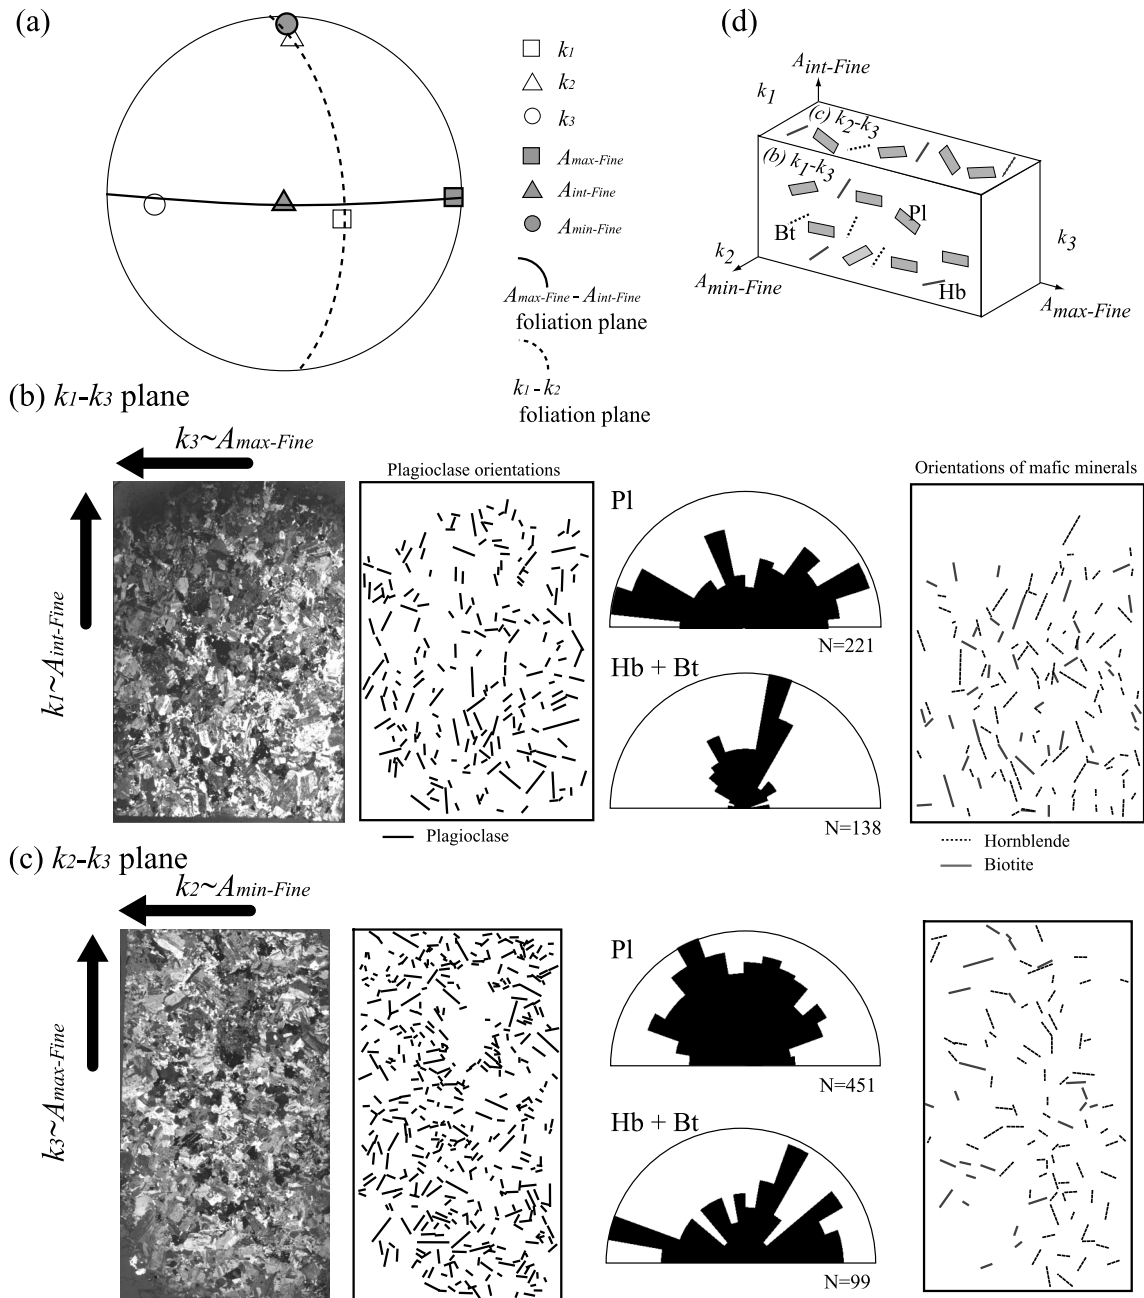 (a)
k1
k2
k3
Amax-Fine
Aint-Fine
Amin-Fine
Amax-Fine - Aint-Fine
foliation plane
k1 - k2
foliation plane
(d)
Aint-Fine
k1
(c) k2-k3
(b) k1-k3
Pl
Bt
Hb
k2
k3
Amin-Fine
Amax-Fine
(b) k1-k3 plane
k3~Amax-Fine
k1~Aint-Fine
Plagioclase orientations
Plagioclase
Pl
N=221
Hb + Bt
N=138
Orientations of mafic minerals
Hornblende
Biotite
(c) k2-k3 plane
k2~Amin-Fine
k3~Amax-Fine
Pl
N=451
Hb + Bt
N=99